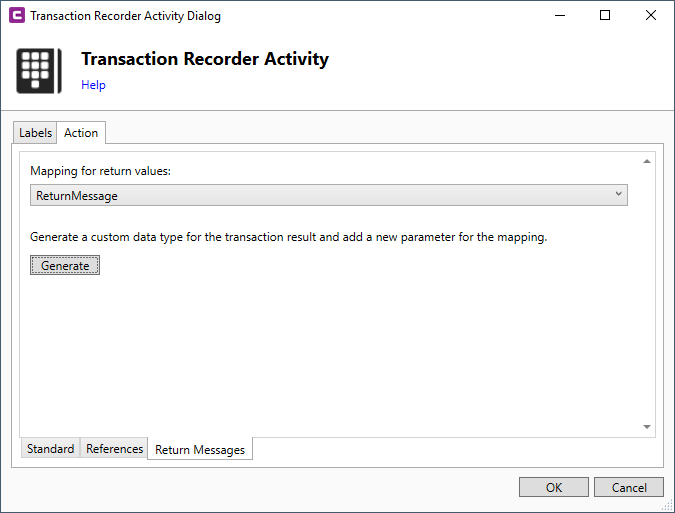 Transaction Recorder Activity Dialog
Transaction Recorder Activity
Help
Labels Action
Mapping for return values:
ReturnMessage
Generate a custom data type for the transaction result and add a new parameter for the mapping.
Generate
Standard References Return Messages
OK Cancel